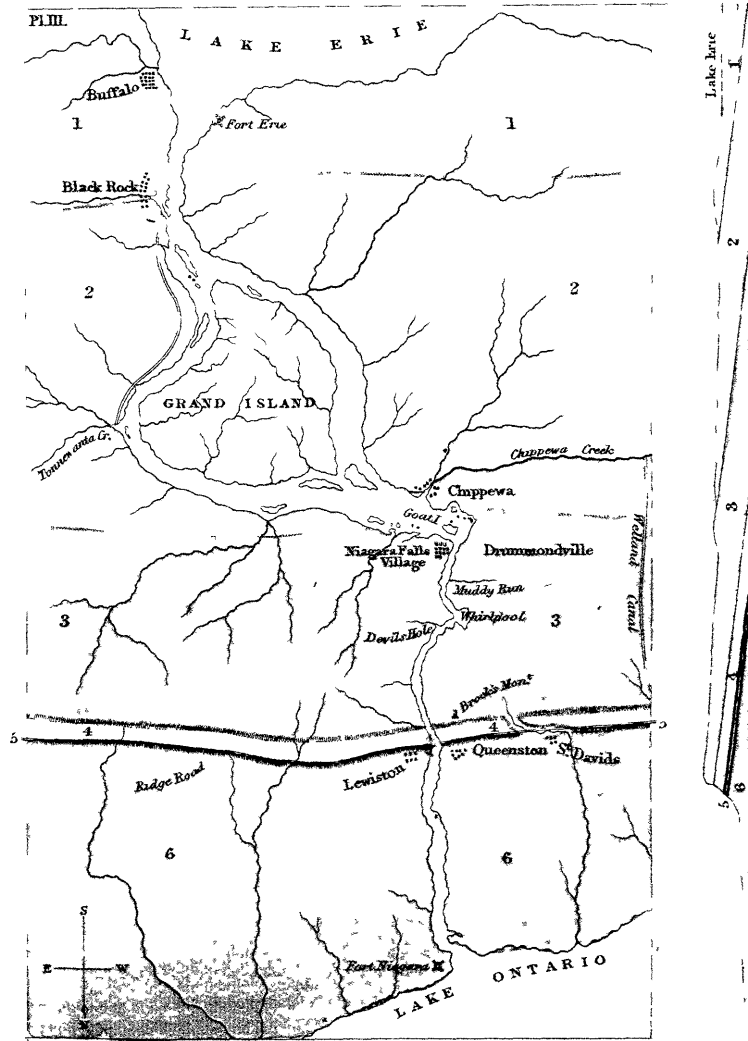 Pl.III.
LAKE ERIE
Buffalo
1
Fort Erie
1
Black Rock
2
2
GRAND ISLAND
Tonnewanta Cr.
Chippewa Creek
Chippewa
Goat I
Niagara Falls
Village
Drummondville
Welland Canal
Muddy Run
Whirlpool
Devils Hole
3
3
Brock's Mont.
5
4
4
5
Queenston
St. Davids
Lewiston
Ridge Road
6
6
S
E
W
N
Fort Niagara
LAKE ONTARIO
Lake Erie
1
2
3
4
5
6